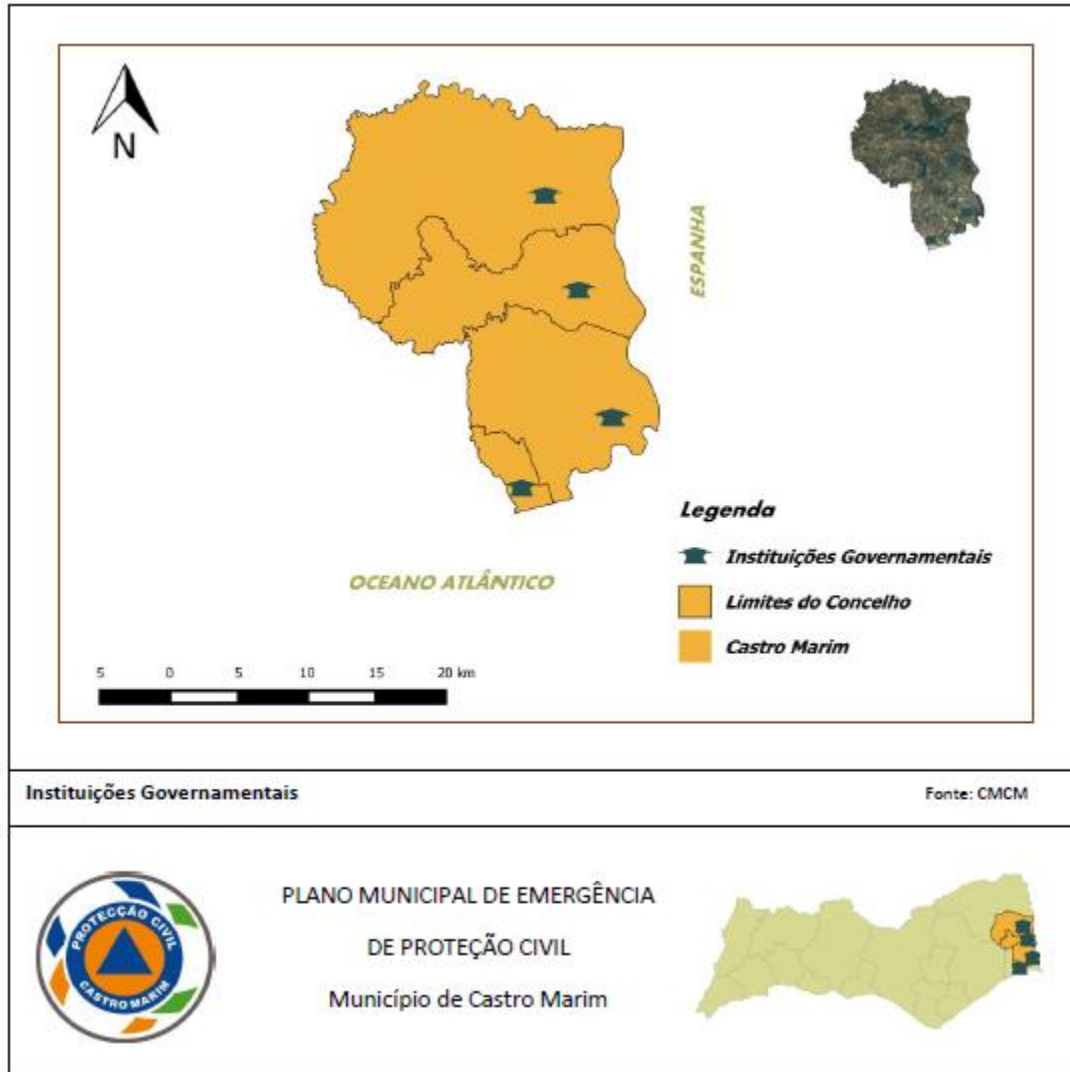 N
ESPANHA
OCEANO ATLÂNTICO
Legenda
Instituições Governamentais
Limites do Concelho
Castro Marim
5 0 5 10 15 20 km
Instituições Governamentais
Fonte: CMCM
PROTECÇÃO CIVIL
CASTRO MARIM
PLANO MUNICIPAL DE EMERGÊNCIA
DE PROTEÇÃO CIVIL
Município de Castro Marim